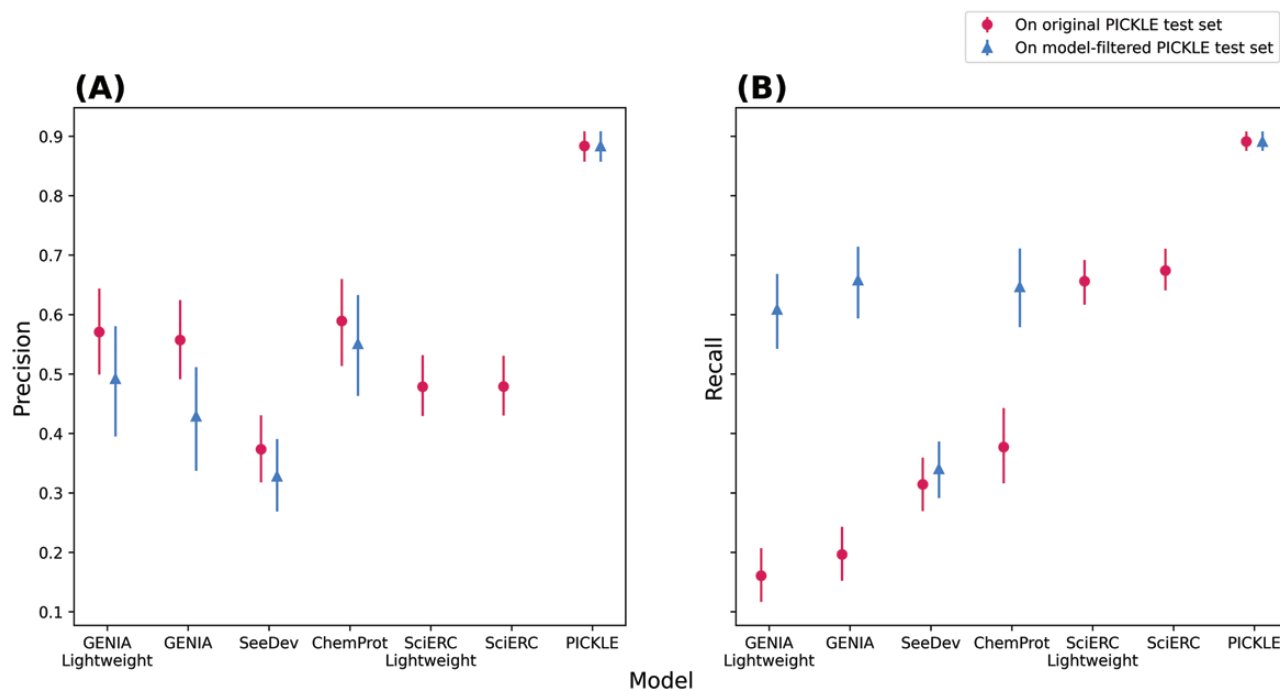 On original PICKLE test set
On model-filtered PICKLE test set
(A)
(B)
Precision
0.9
0.8
0.7
0.6
0.5
0.4
0.3
0.2
0.1
GENIA
Lightweight
GENIA
SeeDev
ChemProt
SciERC
Lightweight
SciERC
PICKLE
Recall
GENIA
Lightweight
GENIA
SeeDev
ChemProt
SciERC
Lightweight
SciERC
PICKLE
Model